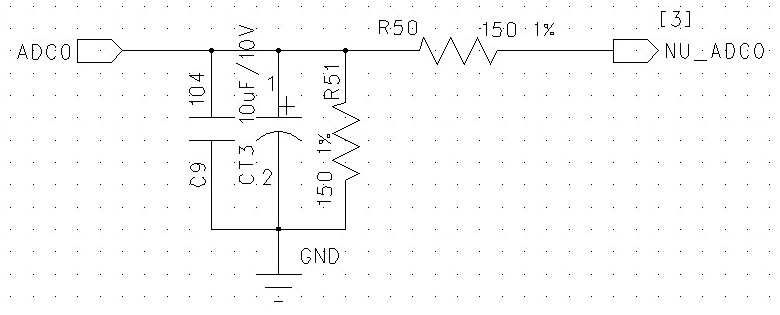 [3]
R50
150 1%
ADC0
NU_ADC0
104
10uF/10V
1
+
R51
C9
CT3
2
150 1%
GND